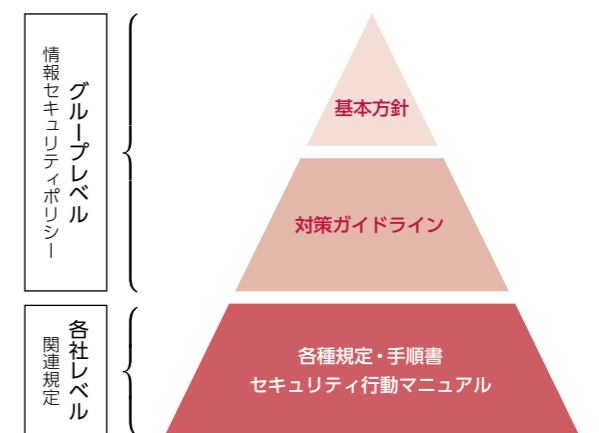 グループレベル
情報セキュリティポリシー
基本方針
対策ガイドライン
各社レベル
関連規定
各種規定・手順書
セキュリティ行動マニュアル